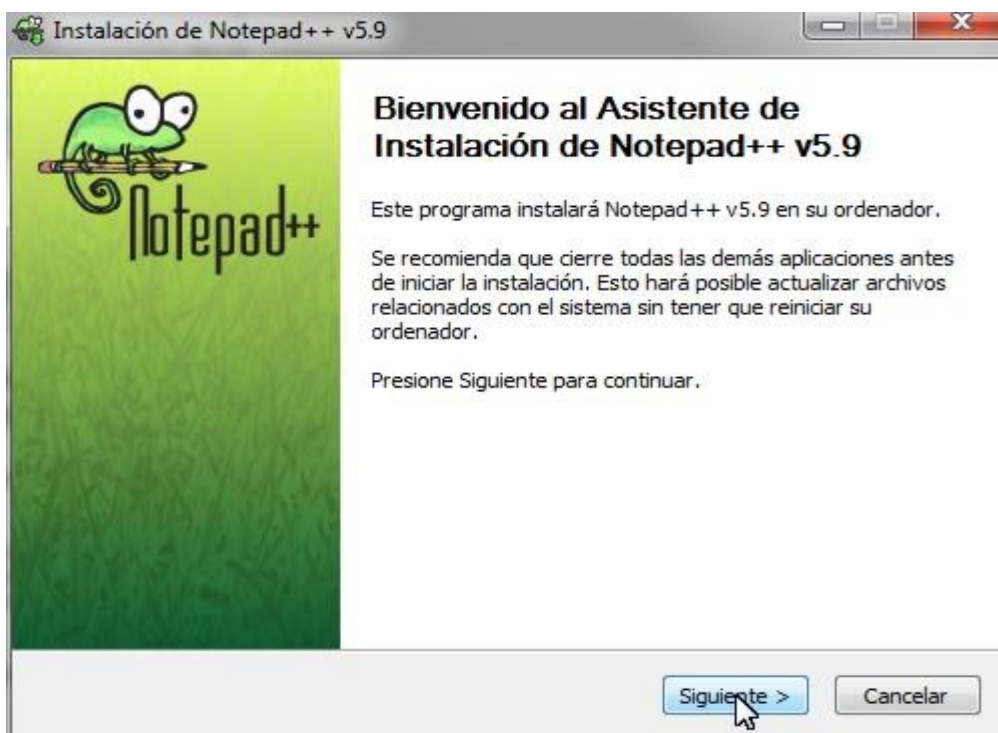 Instalación de Notepad++ v5.9
Notepad++
Bienvenido al Asistente de
Instalación de Notepad++ v5.9
Este programa instalará Notepad++ v5.9 en su ordenador.
Se recomienda que cierre todas las demás aplicaciones antes
de iniciar la instalación. Esto hará posible actualizar archivos
relacionados con el sistema sin tener que reiniciar su
ordenador.
Presione Siguiente para continuar.
Siguiente >
Cancelar